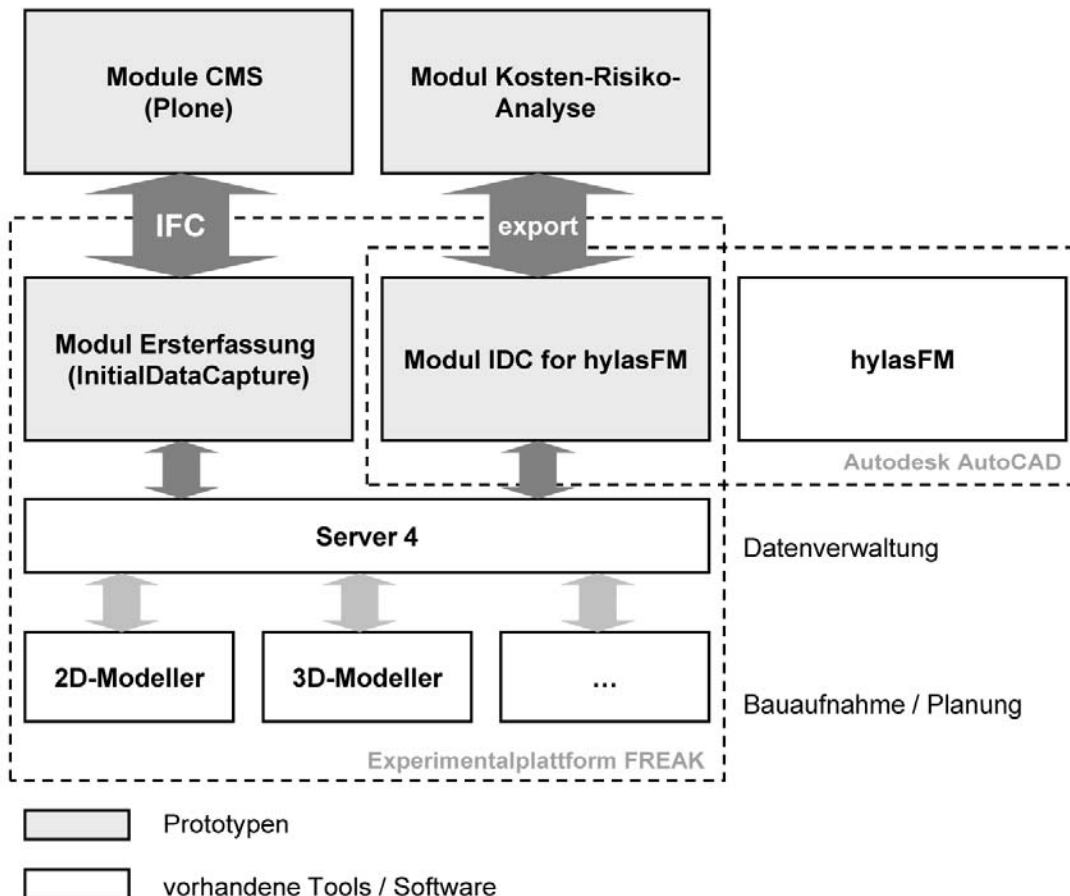 Module CMS
(Plone)
Modul Kosten-Risiko-
Analyse
IFC
export
Modul Ersterfassung
(InitialDataCapture)
Modul IDC for hylasFM
hylasFM
Autodesk AutoCAD
Server 4
Datenverwaltung
2D-Modeller
3D-Modeller
...
Bauaufnahme / Planung
Experimentalplattform FREAK
Prototypen
vorhandene Tools / Software